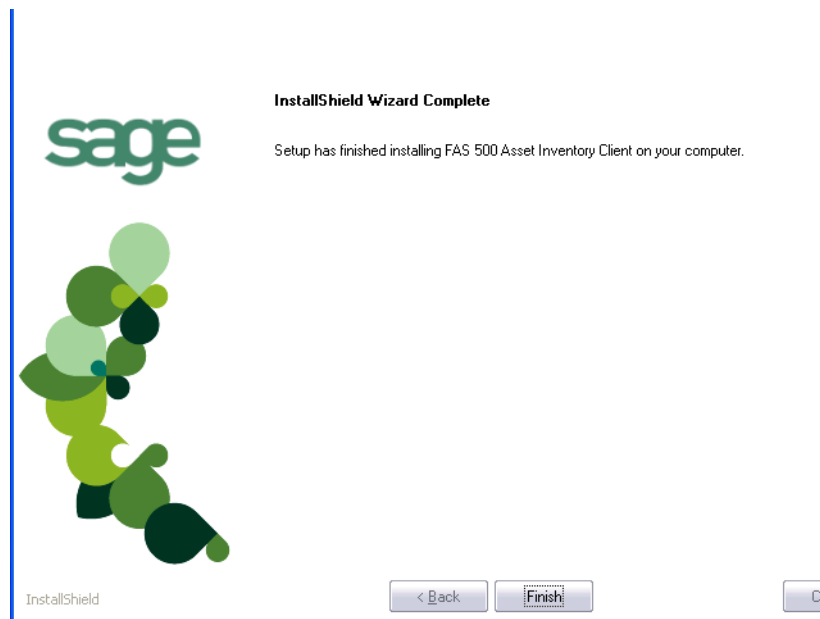 InstallShield Wizard Complete
sage
Setup has finished installing FAS 500 Asset Inventory Client on your computer.
InstallShield
< Back
Finish